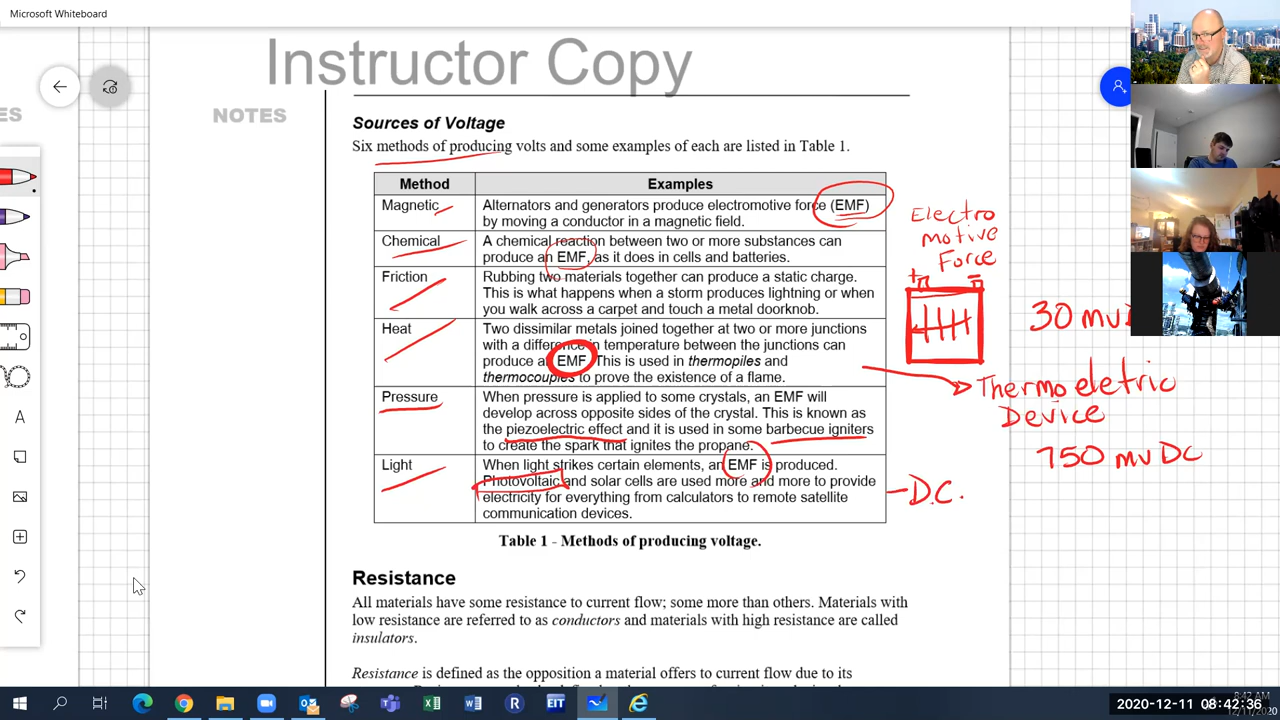 Microsoft Whiteboard
Instructor Copy
NOTES
ES
Sources of Voltage
Six methods of producing volts and some examples of each are listed in Table 1.
Method Examples
Magnetic Alternators and generators produce electromotive force (EMF)
by moving a conductor in a magnetic field.
Chemical A chemical reaction between two or more substances can
produce an EMF, as it does in cells and batteries.
Friction Rubbing two materials together can produce a static charge.
This is what happens when a storm produces lightning or when
you walk across a carpet and touch a metal doorknob.
Heat Two dissimilar metals joined together at two or more junctions
with a difference in temperature between the junctions can
produce an EMF. This is used in thermopiles and
thermocouples to prove the existence of a flame.
Pressure When pressure is applied to some crystals, an EMF will
develop across opposite sides of the crystal. This is known as
the piezoelectric effect and it is used in some barbecue igniters
to create the spark that ignites the propane.
Light When light strikes certain elements, an EMF is produced.
Photovoltaic and solar cells are used more and more to provide
electricity for everything from calculators to remote satellite
communication devices.
Table 1 - Methods of producing voltage.
Electro
motive
Force
+ -
30 mv
Thermoeletric
Device
750 mv DC
D.C.
Resistance
All materials have some resistance to current flow; some more than others. Materials with
low resistance are referred to as conductors and materials with high resistance are called
insulators.
Resistance is defined as the opposition a material offers to current flow due to its
A
R
EIT
8:42 AM
2020-12-11 08:42:36